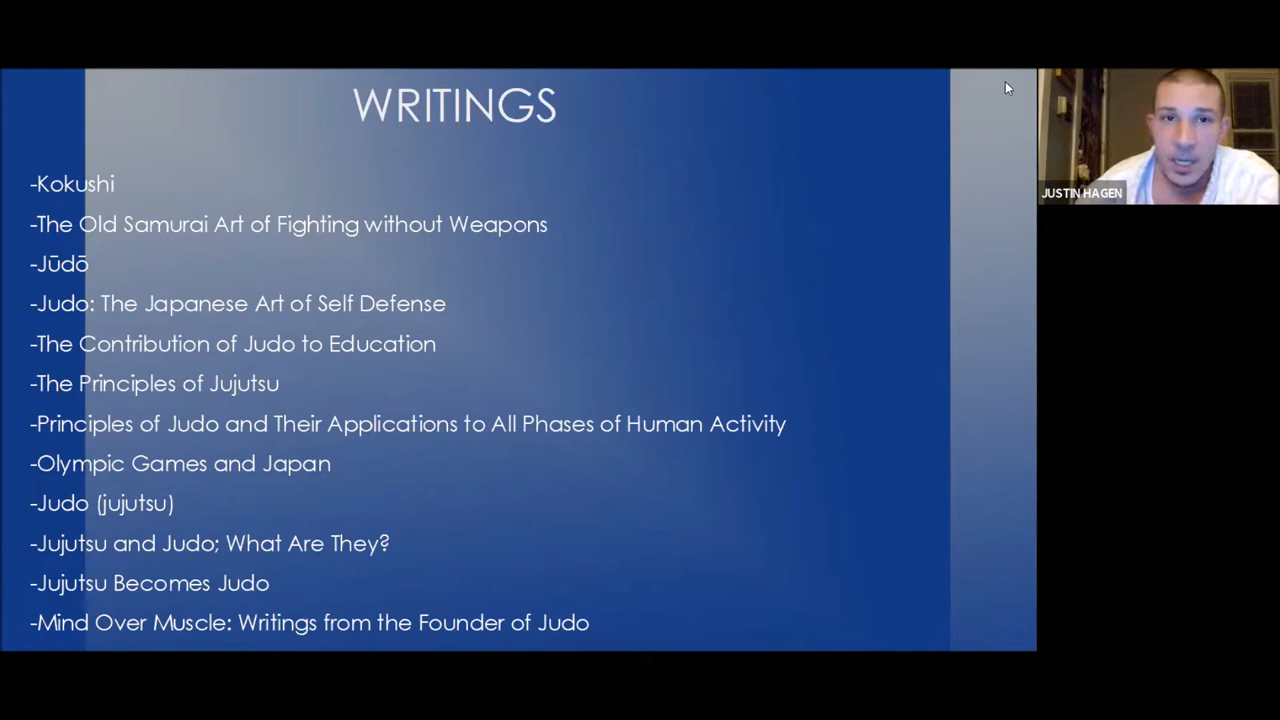 WRITINGS
-Kokushi
-The Old Samurai Art of Fighting without Weapons
-Jūdō
-Judo: The Japanese Art of Self Defense
-The Contribution of Judo to Education
-The Principles of Jujutsu
-Principles of Judo and Their Applications to All Phases of Human Activity
-Olympic Games and Japan
-Judo (jujutsu)
-Jujutsu and Judo; What Are They?
-Jujutsu Becomes Judo
-Mind Over Muscle: Writings from the Founder of Judo
JUSTIN HAGEN